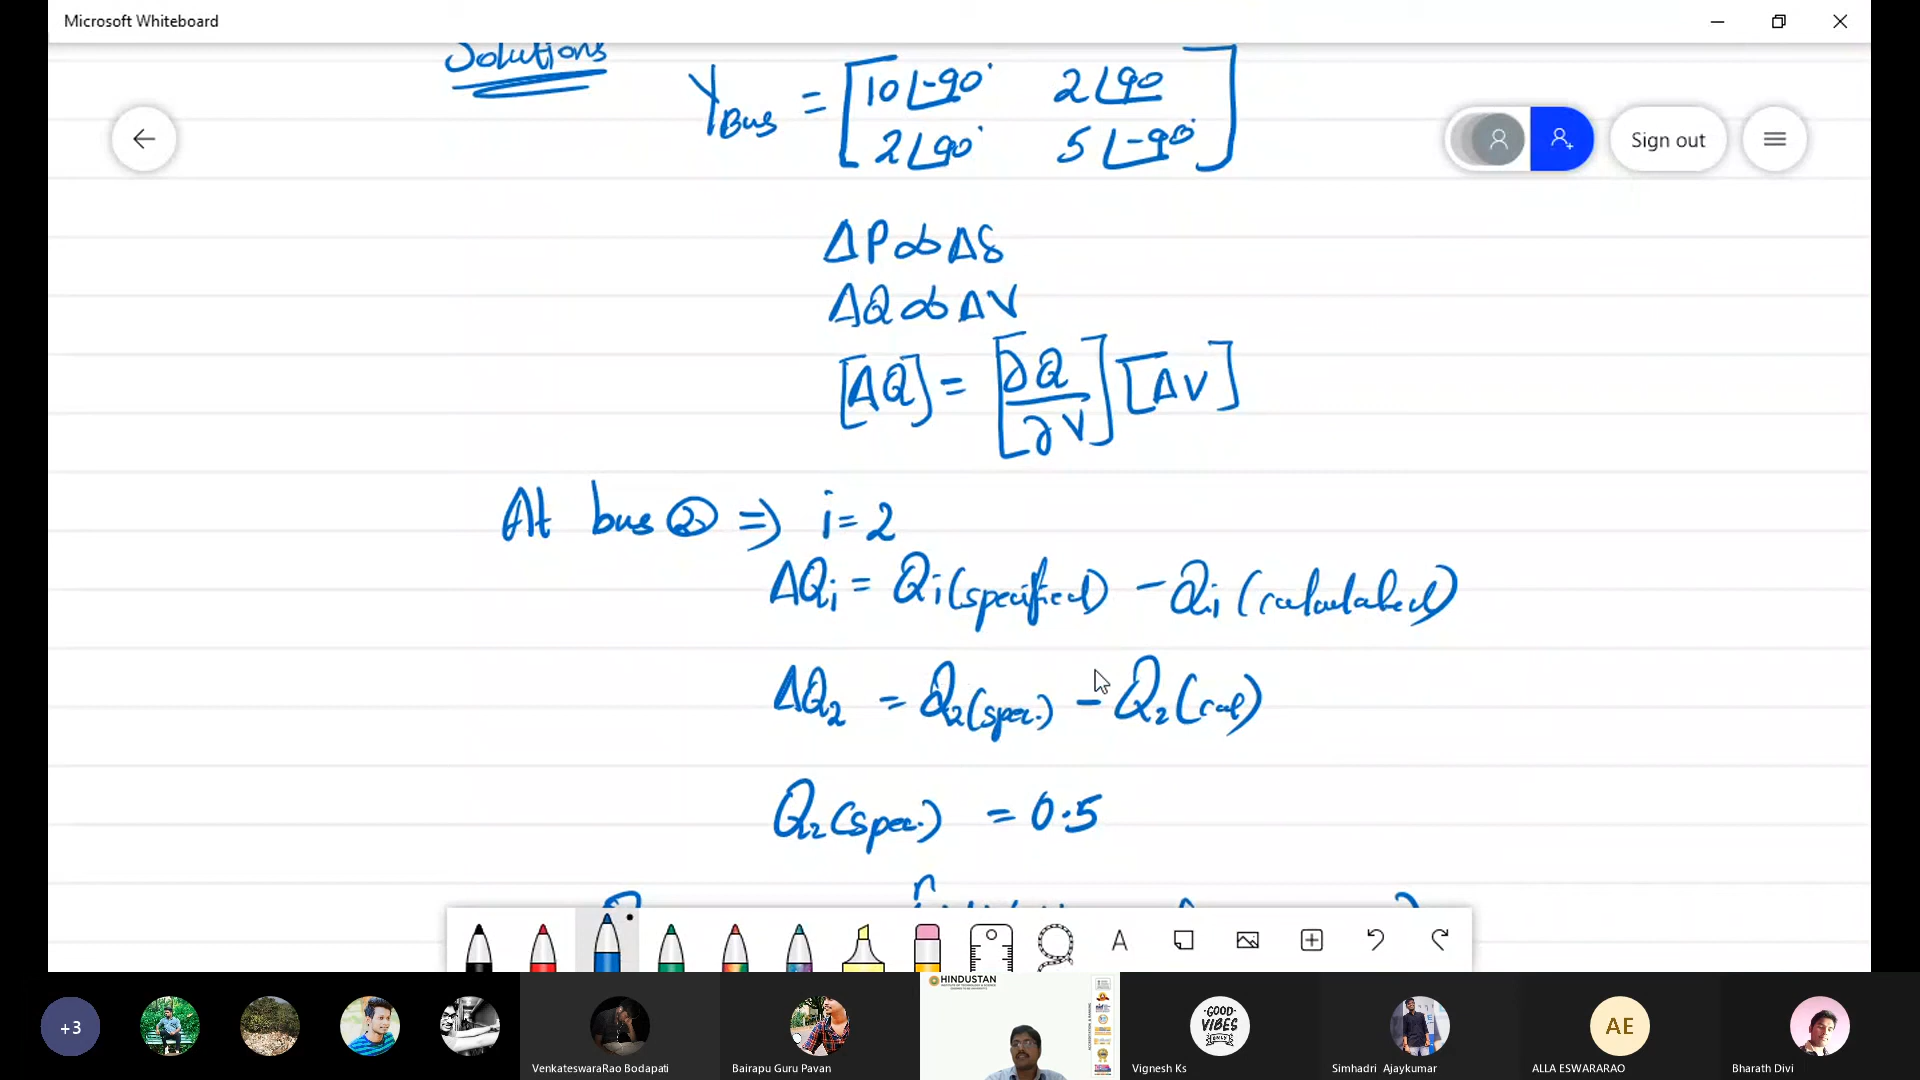 Microsoft Whiteboard
Solutions
Y_Bus = [10∠-90° 2∠90
2∠90° 5∠-90°]
Sign out
ΔP ∝ Δδ
ΔQ ∝ ΔV
[ΔQ] = [∂Q/∂V] [ΔV]
At bus ② ⇒ i = 2
ΔQi = Qi(specified) - Qi(calculated)
ΔQ2 = Q2(spec.) - Q2(cal)
Q2(spec.) = 0.5
+3
HINDUSTAN
GOOD
VIBES
ONLY
AE
VenkateswaraRao Bodapati
Bairapu Guru Pavan
Vignesh Ks
Simhadri Ajaykumar
ALLA ESWARARAO
Bharath Divi